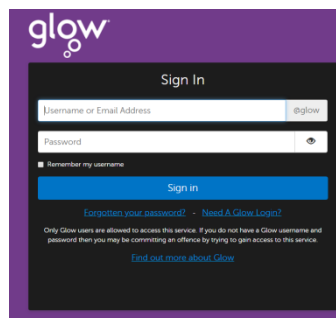 glow
Sign In
Username or Email Address
@glow
Password
Remember my username
Sign in
Forgotten your password? - Need A Glow Login?
Only Glow users are allowed to access this service. If you do not have a Glow username and
password then you may be committing an offence by trying to gain access to this service.
Find out more about Glow